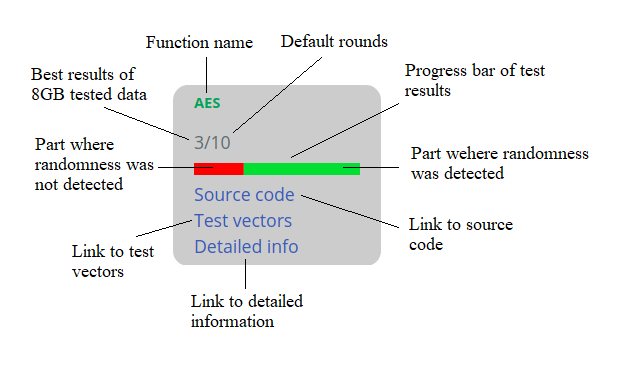 Function name
Default rounds
Best results of
8GB tested data
Progress bar of test
results
AES
3/10
Part where
randomness was
not detected
Part wehere randomness
was detected
Source code
Test vectors
Detailed info
Link to source
code
Link to test
vectors
Link to detailed
information